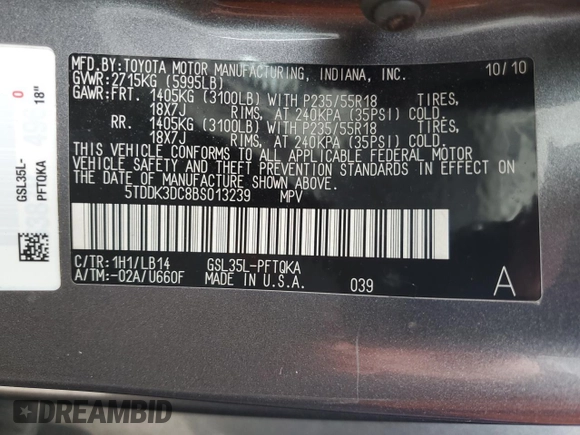 MFD.BY:TOYOTA MOTOR MANUFACTURING, INDIANA, INC. 10/10
GVWR:2715KG (5995LB)
GAWR:FRT. 1405KG (3100LB) WITH P235/55R18 TIRES,
18X7J RIMS, AT 240KPA (35PSI) COLD.
RR. 1405KG (3100LB) WITH P235/55R18 TIRES,
18X7J RIMS, AT 240KPA (35PSI) COLD.
THIS VEHICLE CONFORMS TO ALL APPLICABLE FEDERAL MOTOR
VEHICLE SAFETY AND THEFT PREVENTION STANDARDS IN EFFECT
ON THE DATE OF MANUFACTURE SHOWN ABOVE.
5TDDK3DC8BS013239 MPV
C/TR:1H1/LB14 GSL35L-PFTQKA
A/TM:-02A/U660F MADE IN U.S.A. 039 A
GSL35L-
PFTQKA
0
18"
DREAMBID